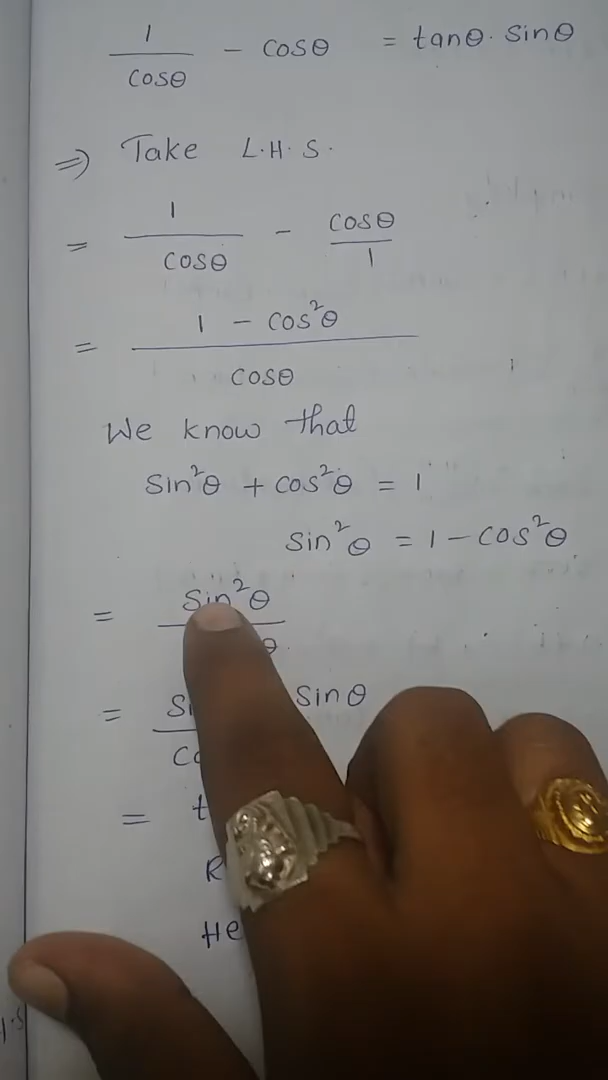 1/cosθ - cosθ = tanθ. sinθ
⇒ Take L.H.S.
= 1/cosθ - cosθ/1
= 1 - cos²θ/cosθ
We know that
sin²θ + cos²θ = 1
sin²θ = 1 - cos²θ
= sin²θ
= sinθ
=